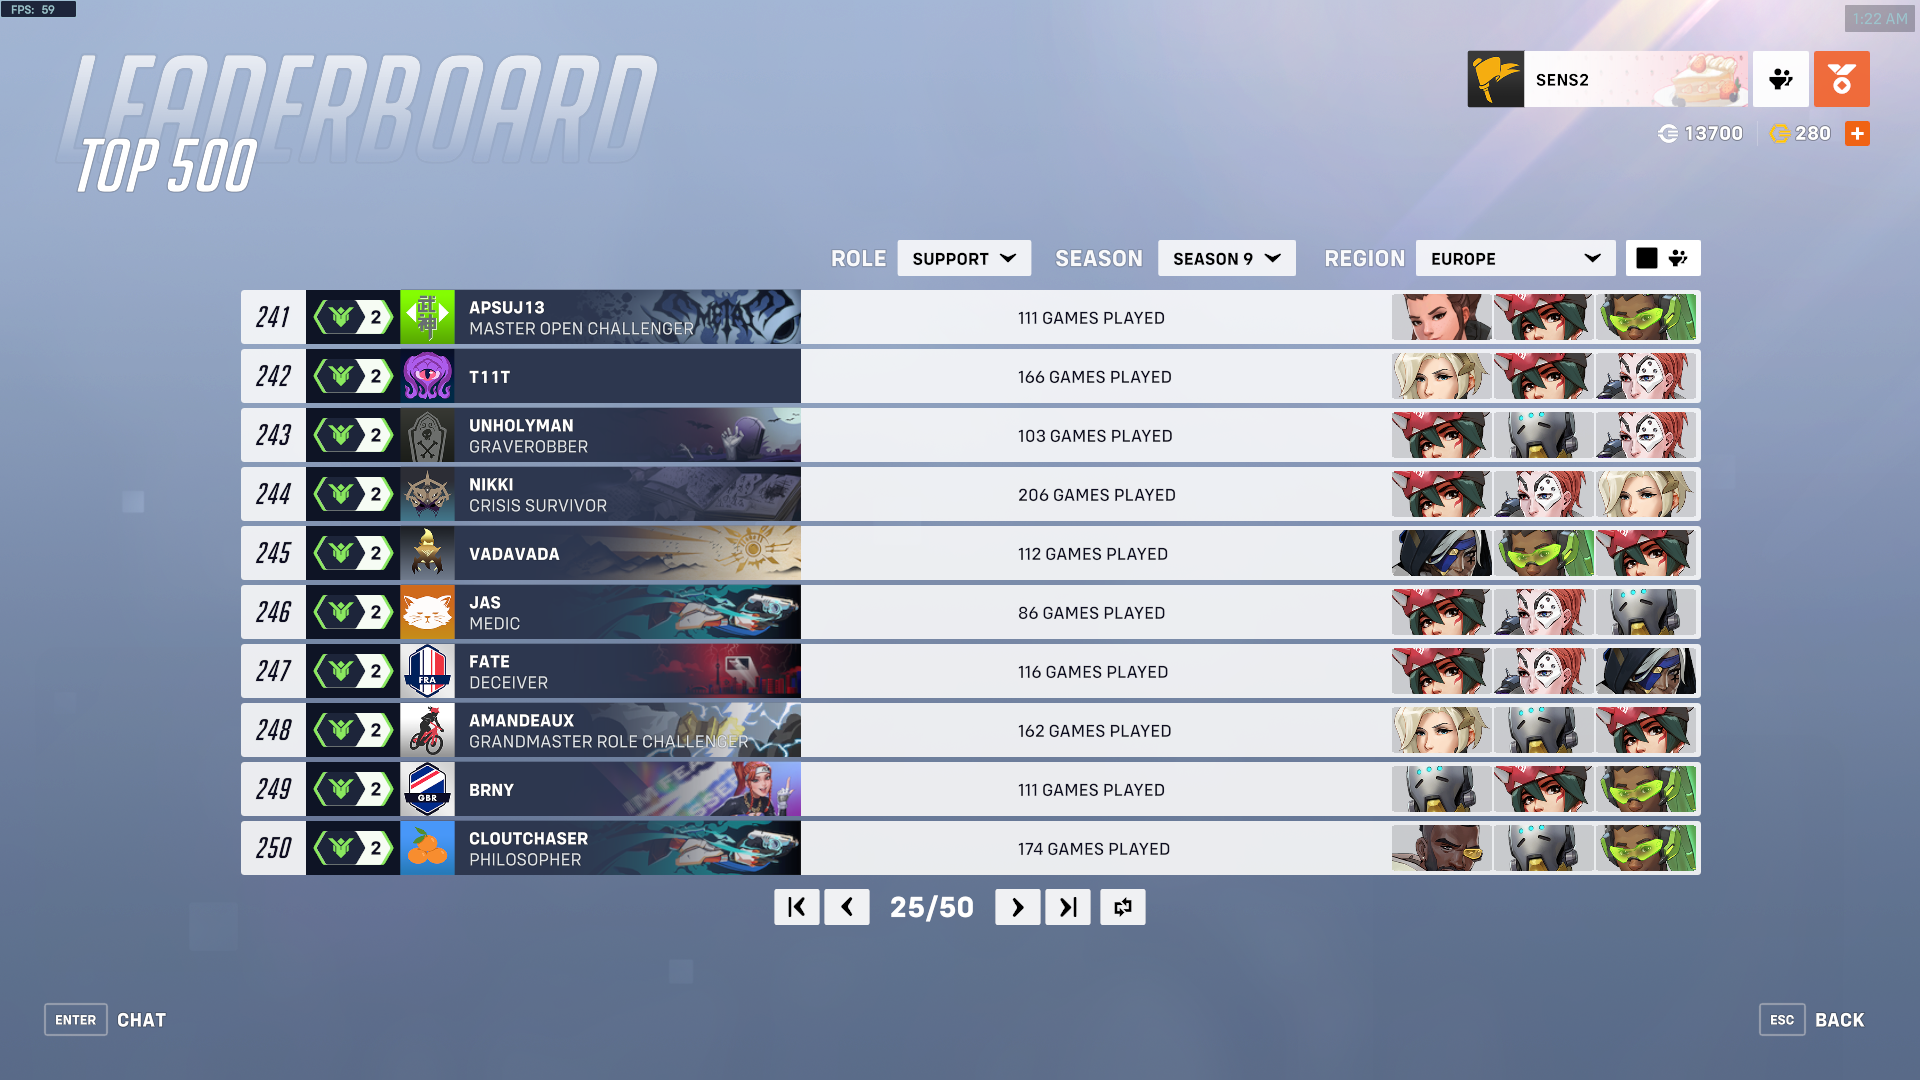 FPS: 59
1:22 AM
LEADERBOARD
TOP 500
SENS2
13700
280
ROLE SUPPORT SEASON SEASON 9 REGION EUROPE
241 2 武神 APSUJ13 METAL 111 GAMES PLAYED
MASTER OPEN CHALLENGER
242 2 T11T 166 GAMES PLAYED
243 2 UNHOLYMAN 103 GAMES PLAYED
GRAVEROBBER
244 2 NIKKI 206 GAMES PLAYED
CRISIS SURVIVOR
245 2 VADAVADA 112 GAMES PLAYED
246 2 JAS 86 GAMES PLAYED
MEDIC
247 2 FRA FATE 116 GAMES PLAYED
DECEIVER
248 2 AMANDEAUX 162 GAMES PLAYED
GRANDMASTER ROLE CHALLENGER
249 2 GBR BRNY 111 GAMES PLAYED
250 2 CLOUTCHASER 174 GAMES PLAYED
PHILOSOPHER
25/50
ENTER CHAT
ESC BACK